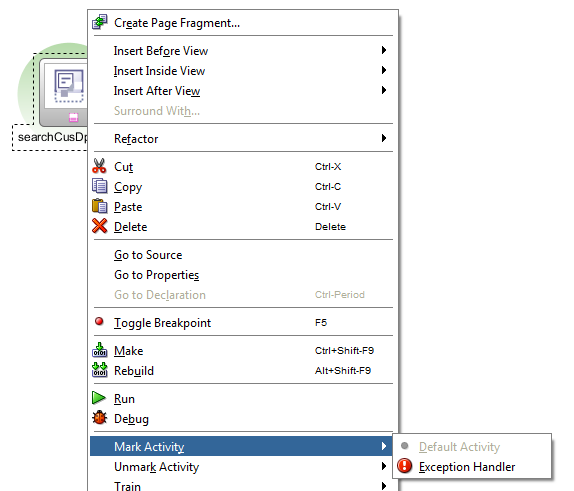 Create Page Fragment...
Insert Before View
Insert Inside View
Insert After View
Surround With...
Refactor
Cut Ctrl-X
Copy Ctrl-C
Paste Ctrl-V
Delete Delete
Go to Source
Go to Properties
Go to Declaration Ctrl-Period
Toggle Breakpoint F5
Make Ctrl+Shift-F9
Rebuild Alt+Shift-F9
Run
Debug
Mark Activity
Unmark Activity
Train
searchCusDp
Default Activity
Exception Handler